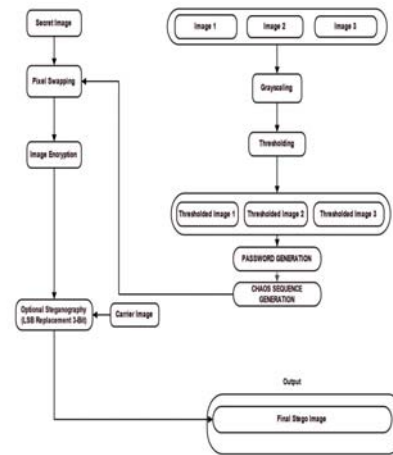 Secret Image
Image 1
Image 2
Image 3
Pixel Swapping
Grayscaling
Image Encryption
Thresholding
Thresholded Image 1
Thresholded Image 2
Thresholded Image 3
PASSWORD GENERATION
CHAOS SEQUENCE
GENERATION
Optional Steganography
(LSB Replacement 3-Bit)
Carrier Image
Output
Final Stego Image